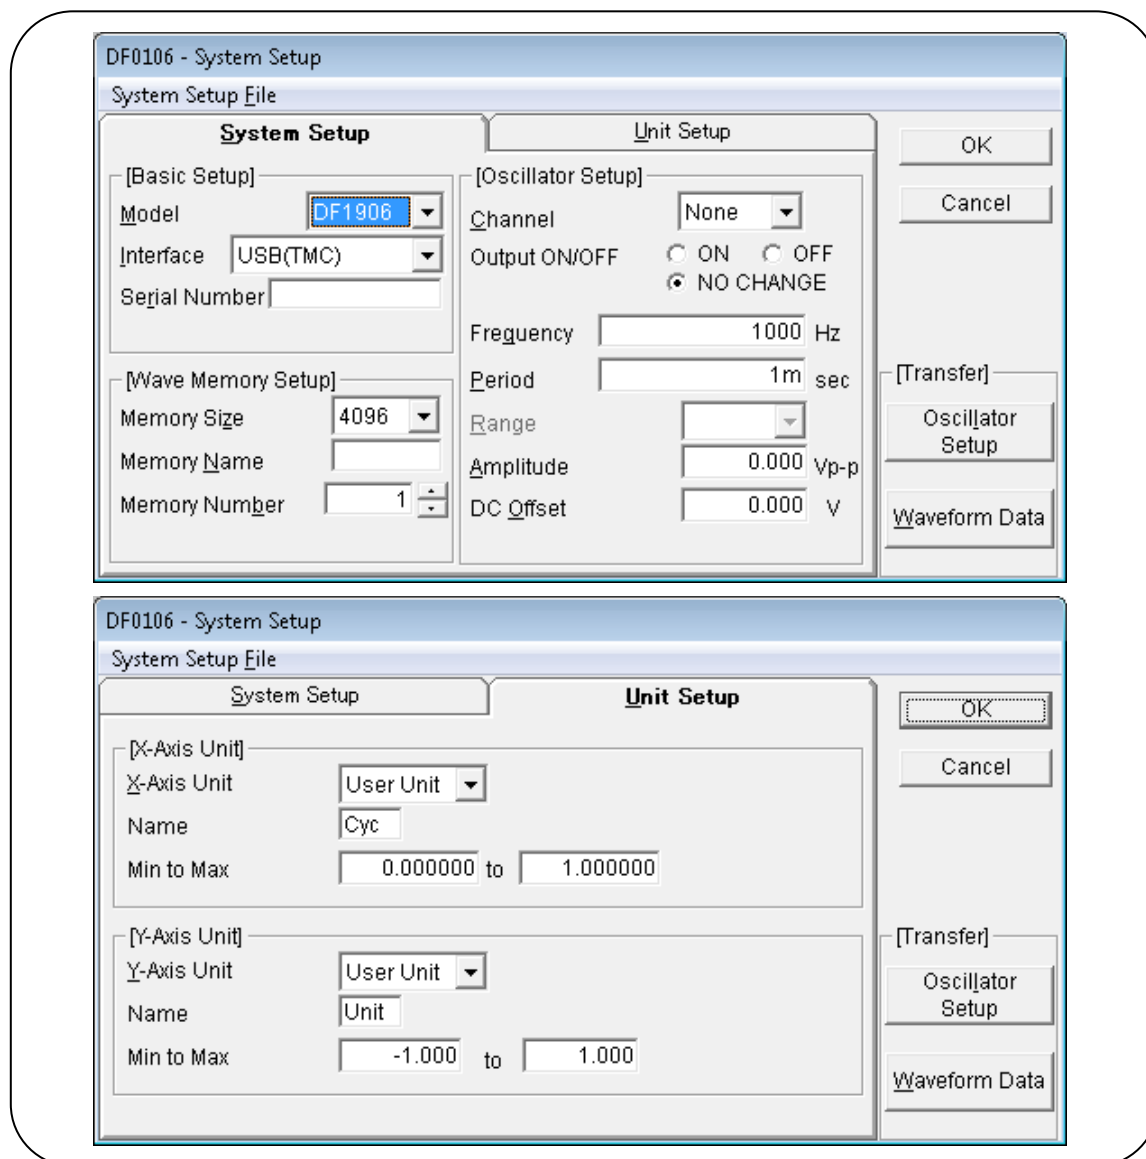 DF0106 - System Setup
System Setup File
System Setup
Unit Setup
[Basic Setup]
Model DF1906
Interface USB(TMC)
Serial Number
[Wave Memory Setup]
Memory Size 4096
Memory Name
Memory Number 1
[Oscillator Setup]
Channel None
Output ON/OFF ON OFF
NO CHANGE
Freguency 1000 Hz
Period 1m sec
Range
Amplitude 0.000 Vp-p
DC Offset 0.000 V
OK
Cancel
[Transfer]
Oscillator
Setup
Waveform Data
DF0106 - System Setup
System Setup File
System Setup
Unit Setup
[X-Axis Unit]
X-Axis Unit User Unit
Name Cyc
Min to Max 0.000000 to 1.000000
[Y-Axis Unit]
Y-Axis Unit User Unit
Name Unit
Min to Max -1.000 to 1.000
OK
Cancel
[Transfer]
Oscillator
Setup
Waveform Data